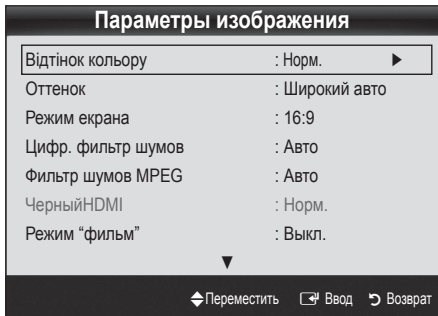 Параметры изображения
Відтінок кольору : Норм. ▶
Оттенок : Широкий авто
Режим екрана : 16:9
Цифр. фильтр шумов : Авто
Фильтр шумов MPEG : Авто
ЧерныйHDMI : Норм.
Режим “фильм” : Выкл.
▼
Переместить Ввод Возврат